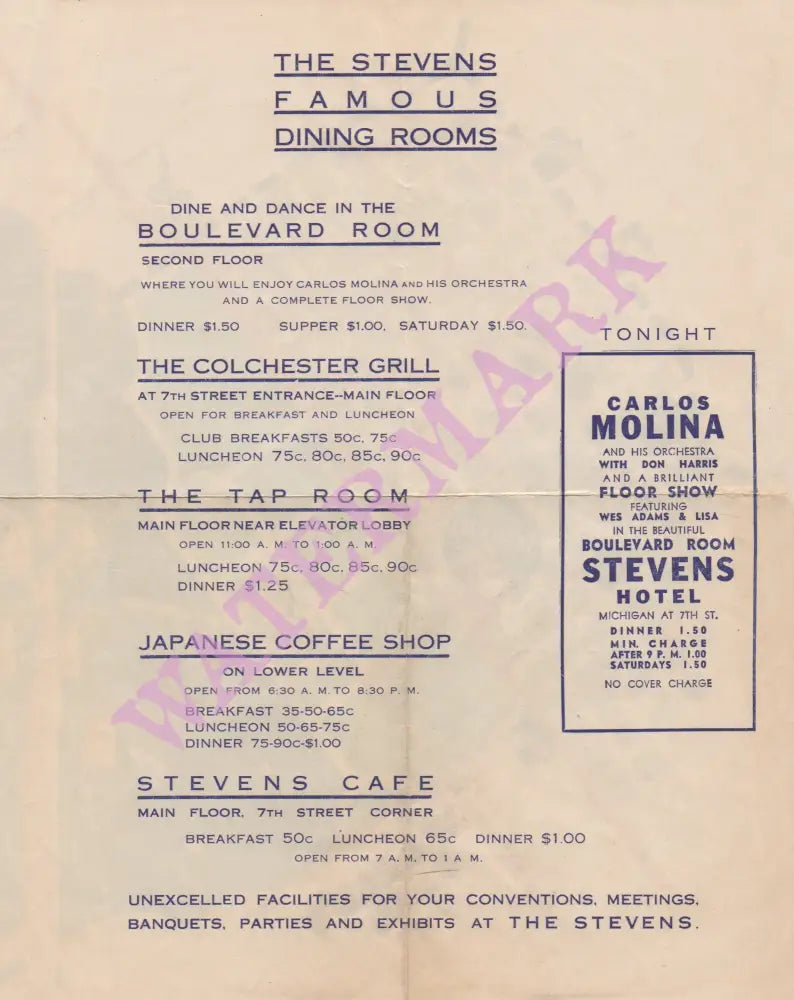 THE STEVENS
FAMOUS
DINING ROOMS
DINE AND DANCE IN THE
BOULEVARD ROOM
SECOND FLOOR
WHERE YOU WILL ENJOY CARLOS MOLINA AND HIS ORCHESTRA
AND A COMPLETE FLOOR SHOW.
DINNER $1.50 SUPPER $1.00, SATURDAY $1.50.
THE COLCHESTER GRILL
AT 7TH STREET ENTRANCE--MAIN FLOOR
OPEN FOR BREAKFAST AND LUNCHEON
CLUB BREAKFASTS 50c, 75c
LUNCHEON 75c, 80c, 85c, 90c
THE TAP ROOM
MAIN FLOOR NEAR ELEVATOR LOBBY
OPEN 11:00 A. M. TO 1:00 A. M.
LUNCHEON 75c, 80c, 85c, 90c
DINNER $1.25
JAPANESE COFFEE SHOP
ON LOWER LEVEL
OPEN FROM 6:30 A. M. TO 8:30 P. M.
BREAKFAST 35-50-65c
LUNCHEON 50-65-75c
DINNER 75-90c-$1.00
STEVENS CAFE
MAIN FLOOR, 7TH STREET CORNER
BREAKFAST 50c LUNCHEON 65c DINNER $1.00
OPEN FROM 7 A. M. TO 1 A M.
UNEXCELLED FACILITIES FOR YOUR CONVENTIONS, MEETINGS,
BANQUETS, PARTIES AND EXHIBITS AT THE STEVENS.
TONIGHT
CARLOS
MOLINA
AND HIS ORCHESTRA
WITH DON HARRIS
AND A BRILLIANT
FLOOR SHOW
FEATURING
WES ADAMS & LISA
IN THE BEAUTIFUL
BOULEVARD ROOM
STEVENS
HOTEL
MICHIGAN AT 7TH ST.
DINNER 1.50
MIN. CHARGE
AFTER 9 P. M. 1.00
SATURDAYS 1.50
NO COVER CHARGE
WATERMARK